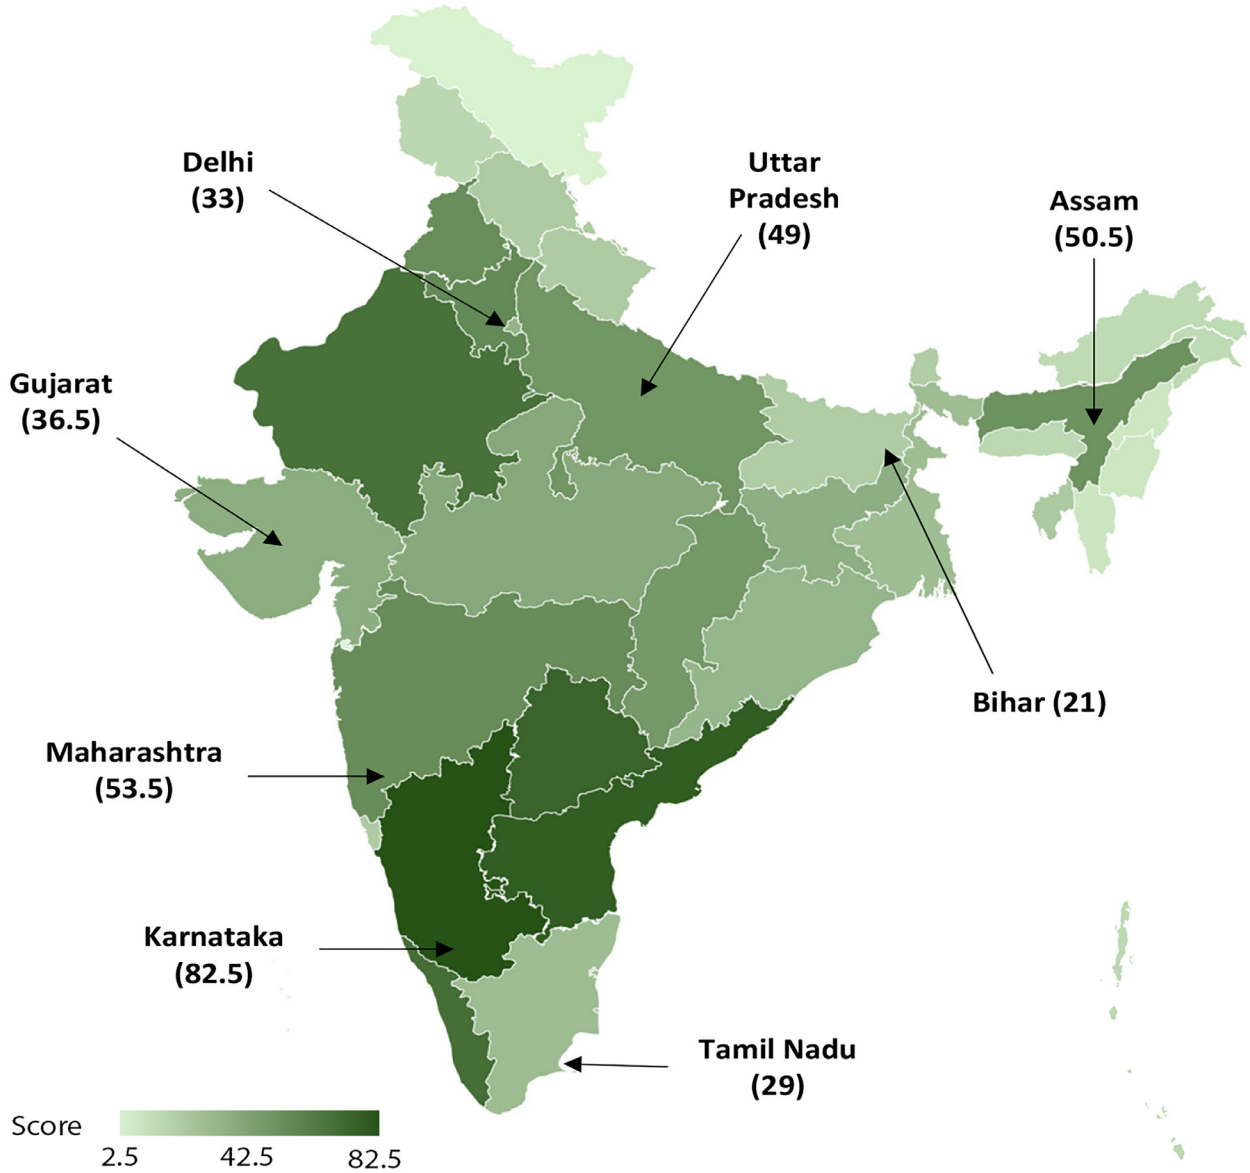 Delhi
(33)
Uttar
Pradesh
(49)
Assam
(50.5)
Gujarat
(36.5)
Bihar (21)
Maharashtra
(53.5)
Karnataka
(82.5)
Tamil Nadu
(29)
Score
2.5 42.5 82.5